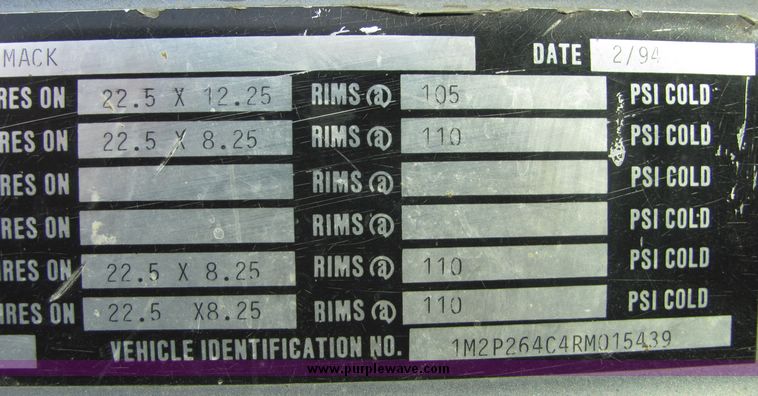 MACK DATE 2/94
RES ON 22.5 X 12.25 RIMS @ 105 PSI COLD
RES ON 22.5 X 8.25 RIMS @ 110 PSI COLD
RES ON RIMS @ PSI COLD
RES ON RIMS @ PSI COLD
IRES ON 22.5 X 8.25 RIMS @ 110 PSI COLD
IRES ON 22.5 X8.25 RIMS @ 110 PSI COLD
VEHICLE IDENTIFICATION NO. 1M2P264C4RM015439
www.purplewave.com